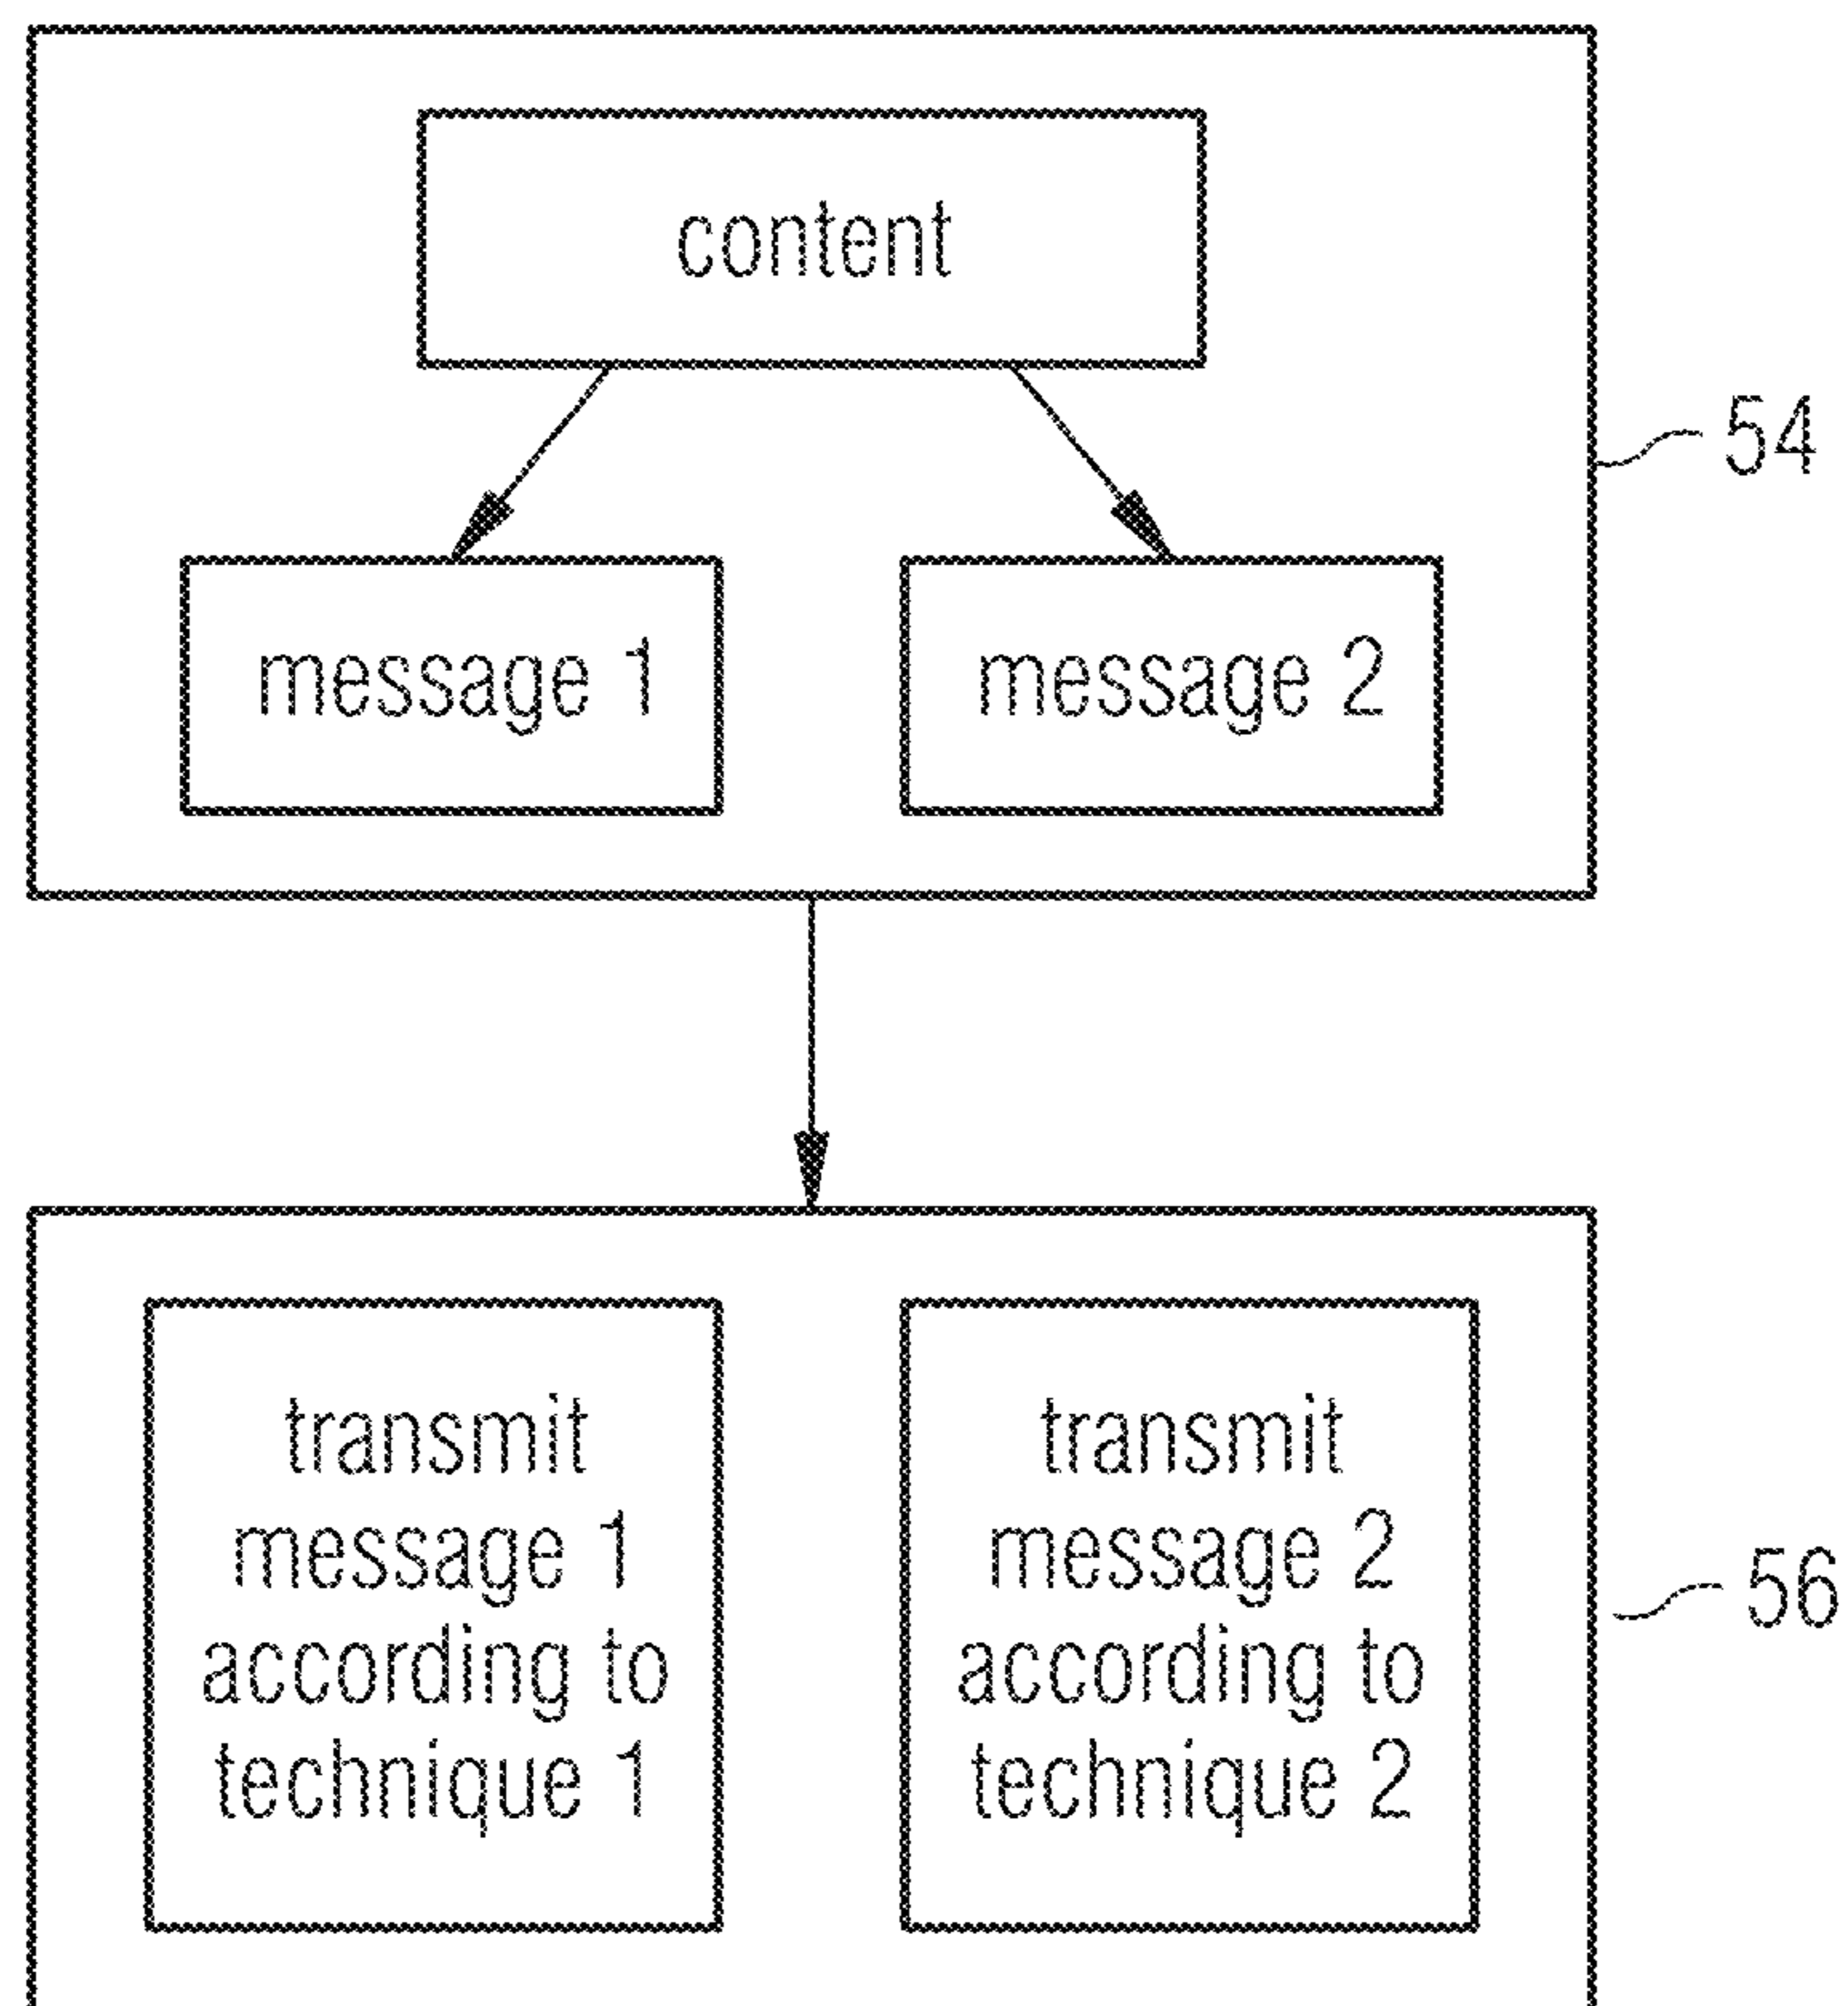 content
54
message 1
message 2
transmit
message 1
according to
technique 1
transmit
message 2
according to
technique 2
56